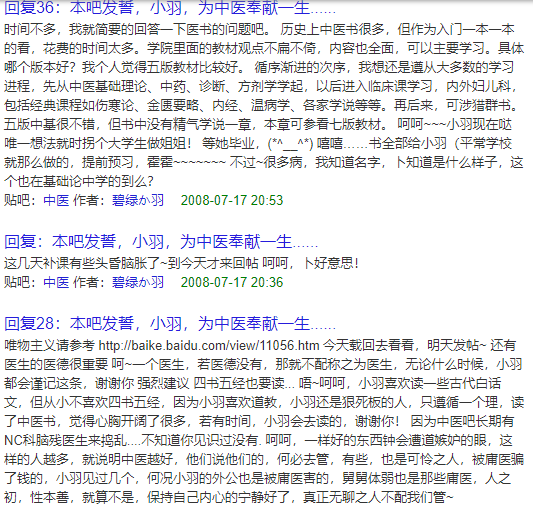 回复36：本吧发誓，小羽，为中医奉献一生......
时间不多，我就简要的回答一下医书的问题吧。 历史上中医书很多，但作为入门一本一本
的看，花费的时间太多。学院里面的教材观点不扁不倚，内容也全面，可以主要学习。具体
哪个版本好？我个人觉得五版教材比较好。 循序渐进的次序，我想还是遵从大多数的学习
进程，先从中医基础理论、中药、诊断、方剂学学起，以后进入临床课学习，内外妇儿科，
包括经典课程如伤寒论、金匮要略、内经、温病学、各家学说等等。再后来，可涉猎群书。
五版中基很不错，但书中没有精气学说一章，本章可参看七版教材。 呵呵~~~小羽现在哒
唯一想法就时拐个大学生做姐姐！ 等她毕业，(*^__^*) 嘻嘻……书全部给小羽（平常学校
就那么做的，提前预习，霍霍~~~~~~~ 不过~很多病，我知道名字，卜知道是什么样子，这
个也在基础论中学的到么？
贴吧：中医 作者：碧绿か羽 2008-07-17 20:53
回复：本吧发誓，小羽，为中医奉献一生......
这几天补课有些头昏脑胀了~到今天才来回帖 呵呵，卜好意思！
贴吧：中医 作者：碧绿か羽 2008-07-17 20:36
回复28：本吧发誓，小羽，为中医奉献一生......
唯物主义请参考 http://baike.baidu.com/view/11056.htm 今天载回去看看，明天发帖~ 还有
医生的医德很重要 呵~一个医生，若医德没有，那就不配称之为医生，无论什么时候，小羽
都会谨记这条，谢谢你 强烈建议 四书五经也要读... 唔~呵呵，小羽喜欢读一些古代白话
文，但从小不喜欢四书五经，因为小羽喜欢道教，小羽还是狠死板的人，只遵循一个理，读
了中医书，觉得心胸开阔了很多，若有时间，小羽会去读的，谢谢你！ 因为中医吧长期有
NC科脑残医生来捣乱....不知道你见识过没有. 呵呵，一样好的东西钟会遭道嫉妒的眼，这
样的人越多，就说明中医越好，他们说他们的，何必去管，有些，也是可怜之人，被庸医骗
了钱的，小羽见过几个，何况小羽的外公也是被庸医害的，舅舅体弱也是那些庸医，人之
初，性本善，就算不是，保持自己内心的宁静好了，真正无聊之人不配我们管~